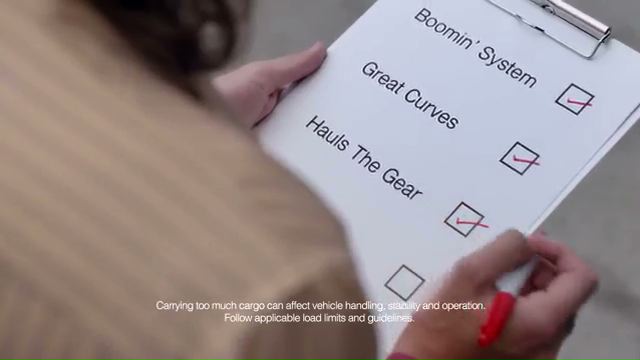 Boomin' System
Great Curves
Hauls The Gear
Carrying too much cargo can affect vehicle handling, stability and operation.
Follow applicable load limits and guidelines.